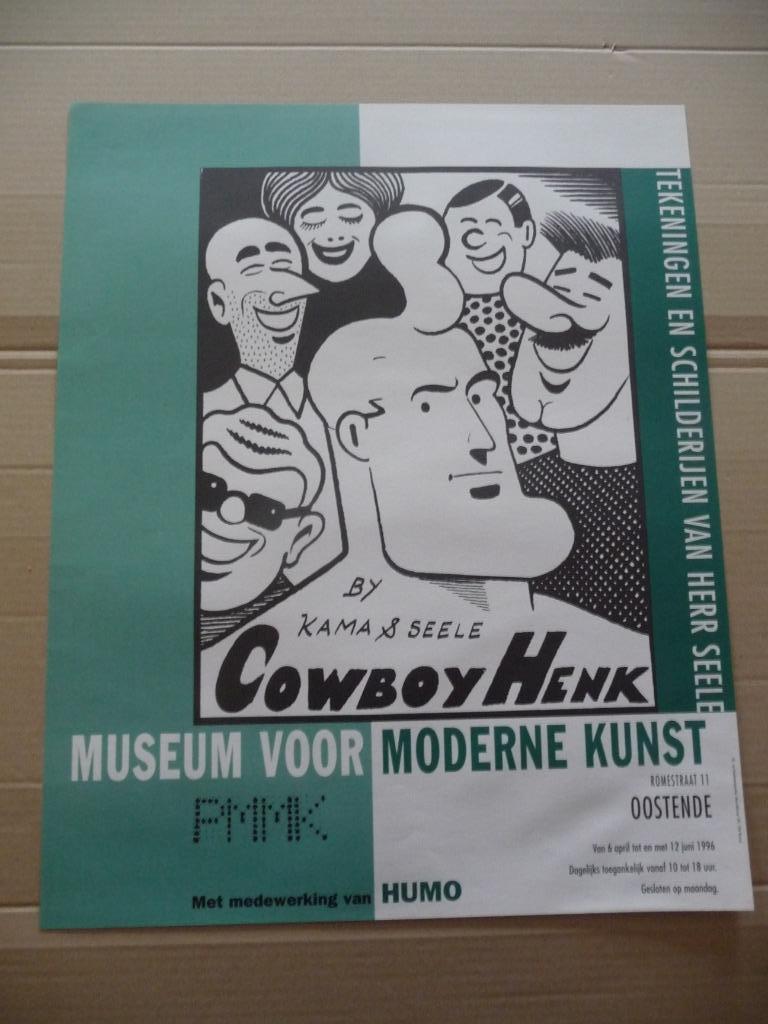 TEKENINGEN EN SCHILDERIJEN VAN HERR SEELE
BY
KAMA & SEELE
COWBOY HENK
MUSEUM VOOR MODERNE KUNST
ROMESTRAAT 11
OOSTENDE
PMMK
Van 6 april tot en met 12 juni 1996
Dagelijks toegankelijk vanaf 10 tot 18 uur.
Gesloten op maandag.
Met medewerking van HUMO